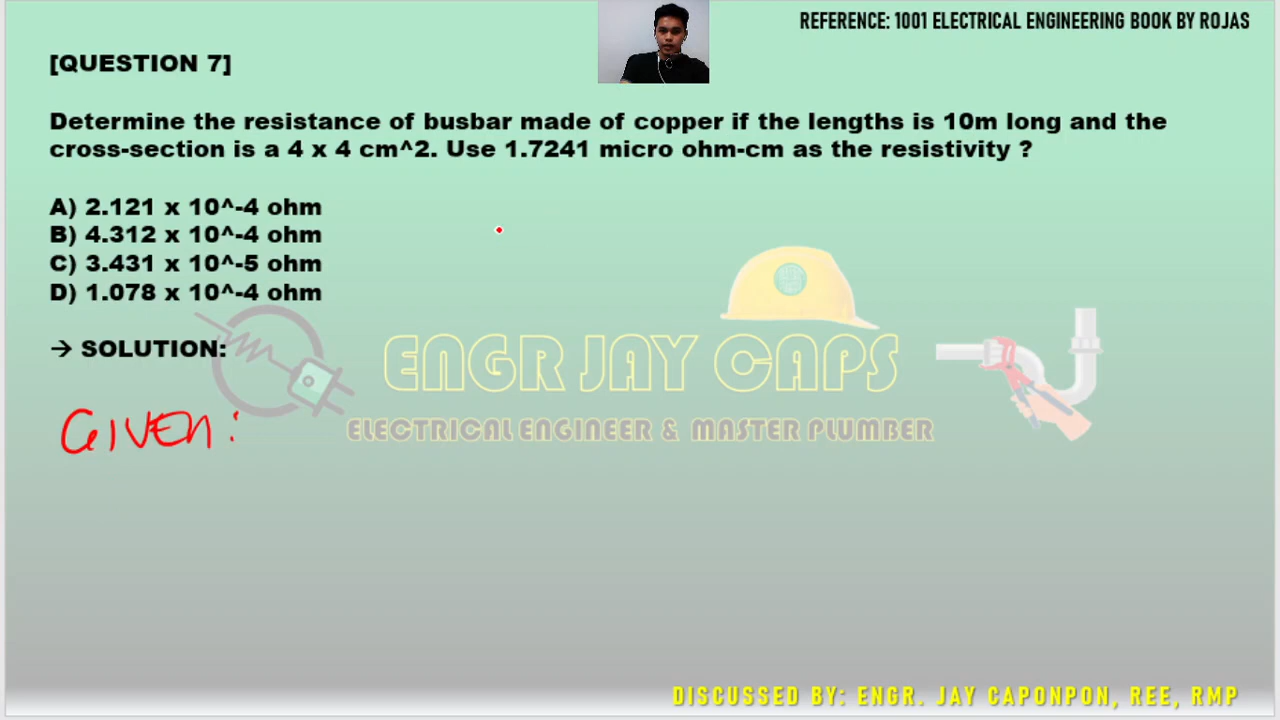 REFERENCE: 1001 ELECTRICAL ENGINEERING BOOK BY ROJAS
[QUESTION 7]
Determine the resistance of busbar made of copper if the lengths is 10m long and the
cross-section is a 4 x 4 cm^2. Use 1.7241 micro ohm-cm as the resistivity ?
A) 2.121 x 10^-4 ohm
B) 4.312 x 10^-4 ohm
C) 3.431 x 10^-5 ohm
D) 1.078 x 10^-4 ohm
→ SOLUTION:
ENGR JAY CAPS
ELECTRICAL ENGINEER & MASTER PLUMBER
GIVEN:
DISCUSSED BY: ENGR. JAY CAPONPON, REE, RMP